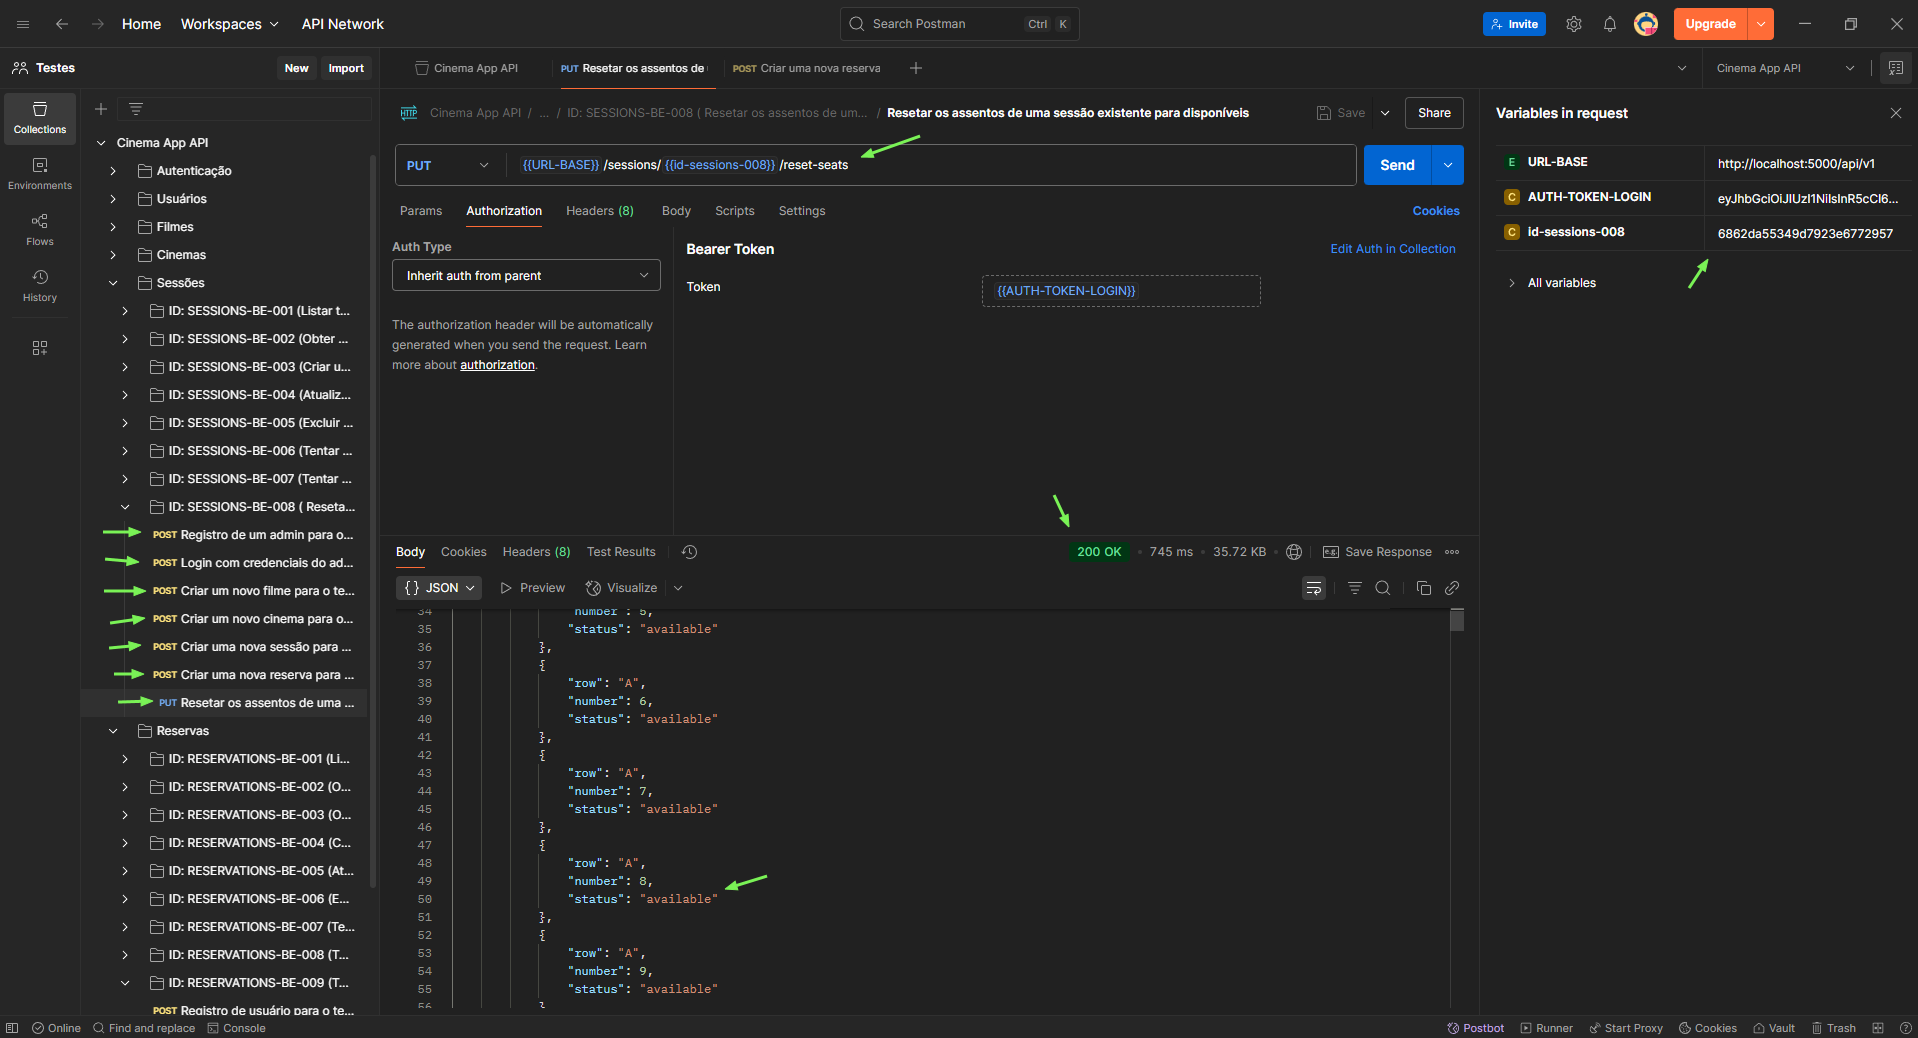 Home Workspaces API Network
Search Postman Ctrl K
Invite Upgrade
Testes New Import
Cinema App API PUT Resetar os assentos de POST Criar uma nova reserva
Cinema App API
Collections
Environments
Flows
History
Cinema App API
Autenticação
Usuários
Filmes
Cinemas
Sessões
ID: SESSIONS-BE-001 (Listar t...
ID: SESSIONS-BE-002 (Obter ...
ID: SESSIONS-BE-003 (Criar u...
ID: SESSIONS-BE-004 (Atualiz...
ID: SESSIONS-BE-005 (Excluir ...
ID: SESSIONS-BE-006 (Tentar ...
ID: SESSIONS-BE-007 (Tentar ...
ID: SESSIONS-BE-008 ( Reseta...
POST Registro de um admin para o...
POST Login com credenciais do ad...
POST Criar um novo filme para o te...
POST Criar um novo cinema para o...
POST Criar uma nova sessão para ...
POST Criar uma nova reserva para ...
PUT Resetar os assentos de uma ...
Reservas
ID: RESERVATIONS-BE-001 (Li...
ID: RESERVATIONS-BE-002 (O...
ID: RESERVATIONS-BE-003 (O...
ID: RESERVATIONS-BE-004 (C...
ID: RESERVATIONS-BE-005 (At...
ID: RESERVATIONS-BE-006 (E...
ID: RESERVATIONS-BE-007 (Te...
ID: RESERVATIONS-BE-008 (T...
ID: RESERVATIONS-BE-009 (T...
POST Registro de usuário para o te...
HTTP Cinema App API / ... / ID: SESSIONS-BE-008 ( Resetar os assentos de um... / Resetar os assentos de uma sessão existente para disponíveis
Save Share
PUT {{URL-BASE}} /sessions/ {{id-sessions-008}} /reset-seats
Send
Params Authorization Headers (8) Body Scripts Settings Cookies
Auth Type
Inherit auth from parent
The authorization header will be automatically
generated when you send the request. Learn
more about authorization.
Bearer Token Edit Auth in Collection
Token {{AUTH-TOKEN-LOGIN}}
Body Cookies Headers (8) Test Results
200 OK 745 ms 35.72 KB e.g. Save Response
{} JSON Preview Visualize
34 "number": 5,
35 "status": "available"
36 },
37 {
38 "row": "A",
39 "number": 6,
40 "status": "available"
41 },
42 {
43 "row": "A",
44 "number": 7,
45 "status": "available"
46 },
47 {
48 "row": "A",
49 "number": 8,
50 "status": "available"
51 },
52 {
53 "row": "A",
54 "number": 9,
55 "status": "available"
56 }
Variables in request
E URL-BASE http://localhost:5000/api/v1
C AUTH-TOKEN-LOGIN eyJhbGciOiJIUzI1NiIsInR5cCI6...
C id-sessions-008 6862da55349d7923e6772957
All variables
Online Find and replace Console
Postbot Runner Start Proxy Cookies Vault Trash